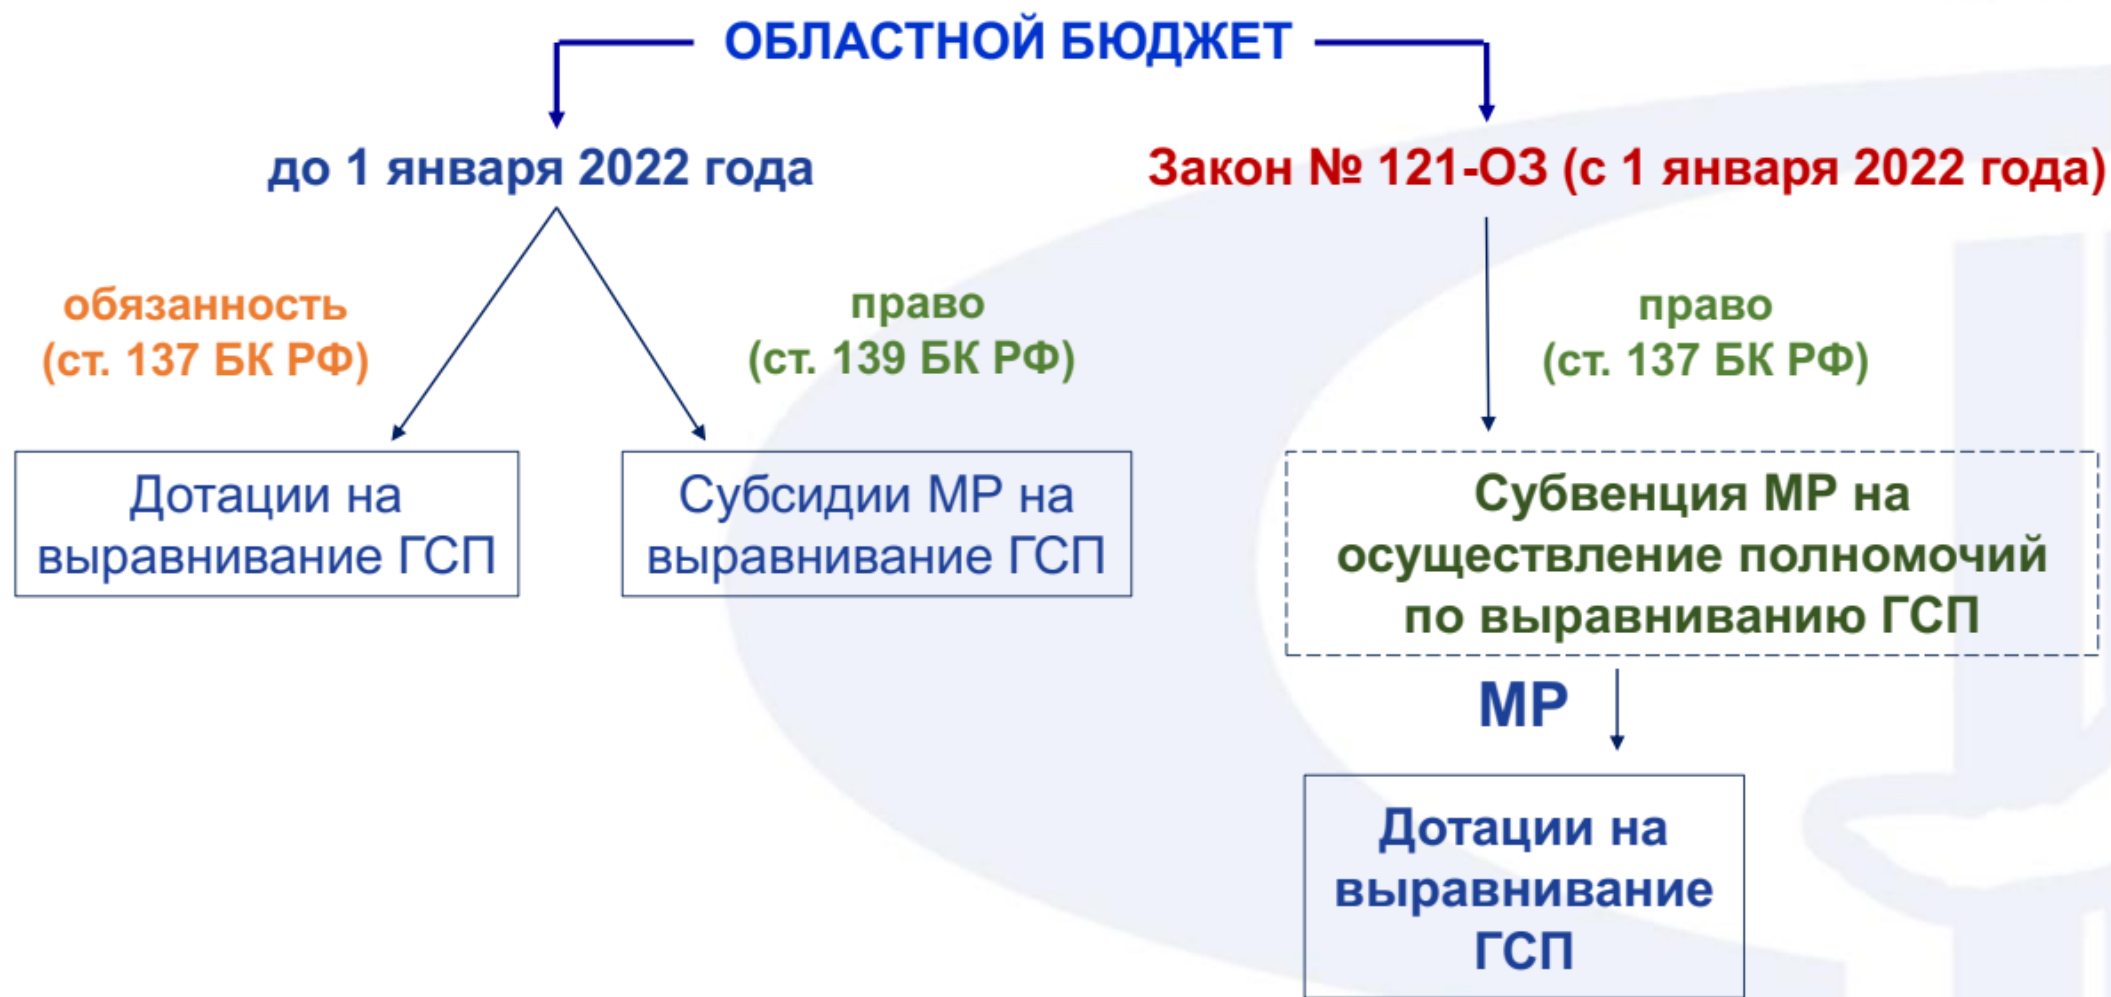 ОБЛАСТНОЙ БЮДЖЕТ
до 1 января 2022 года
Закон № 121-ОЗ (с 1 января 2022 года)
обязанность
(ст. 137 БК РФ)
право
(ст. 139 БК РФ)
право
(ст. 137 БК РФ)
Дотации на
выравнивание ГСП
Субсидии МР на
выравнивание ГСП
Субвенция МР на
осуществление полномочий
по выравниванию ГСП
МР
Дотации на
выравнивание
ГСП